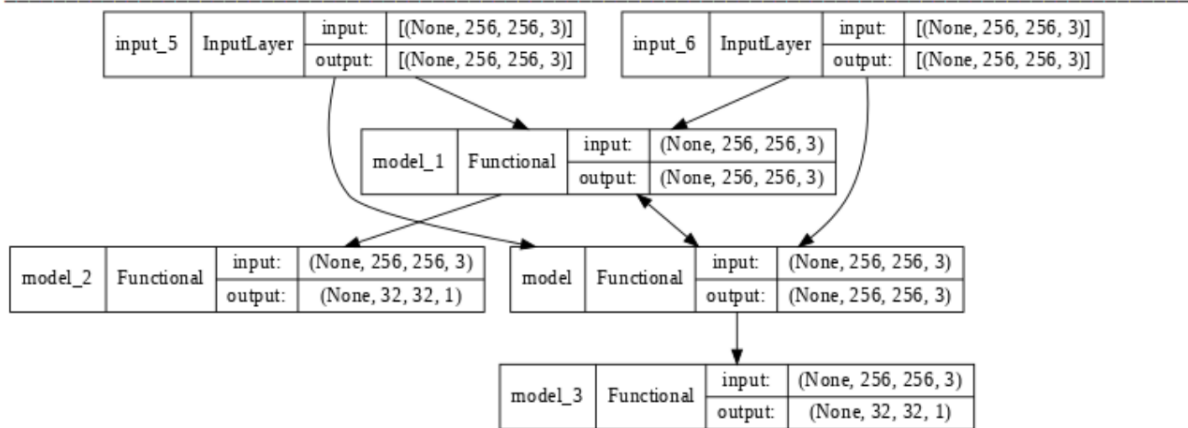 input_5 InputLayer input: [(None, 256, 256, 3)] output: [(None, 256, 256, 3)]
input_6 InputLayer input: [(None, 256, 256, 3)] output: [(None, 256, 256, 3)]
model_1 Functional input: (None, 256, 256, 3) output: (None, 256, 256, 3)
model_2 Functional input: (None, 256, 256, 3) output: (None, 32, 32, 1)
model Functional input: (None, 256, 256, 3) output: (None, 256, 256, 3)
model_3 Functional input: (None, 256, 256, 3) output: (None, 32, 32, 1)